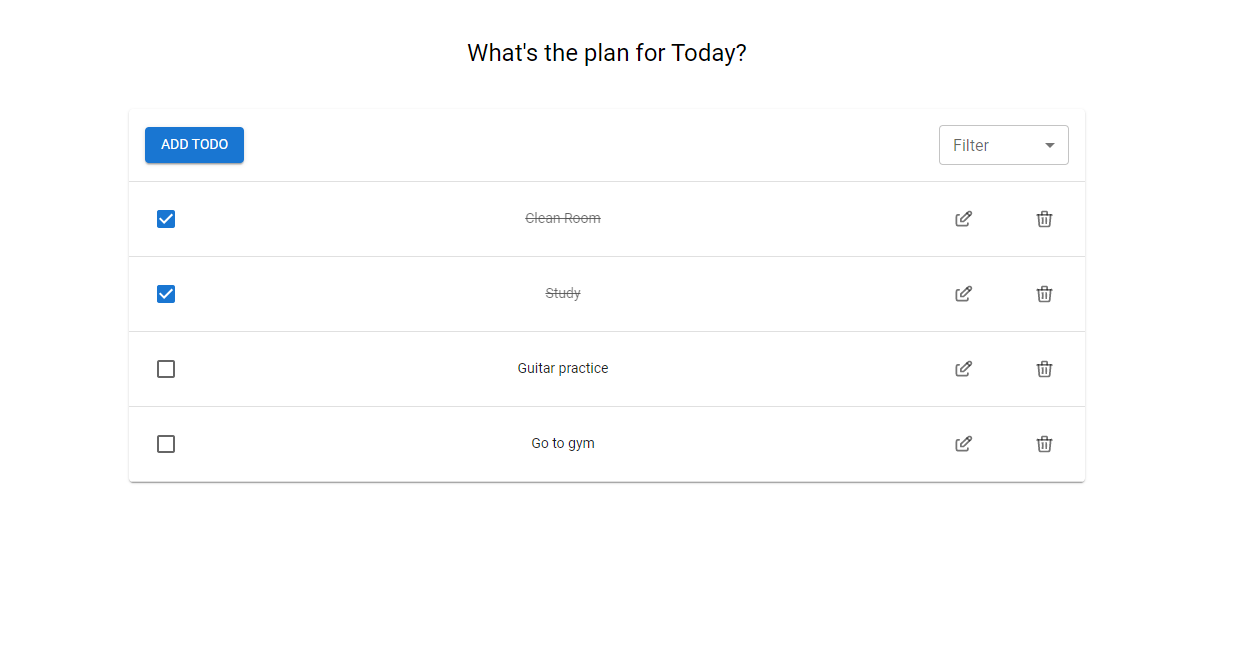 What's the plan for Today?
ADD TODO
Filter
Clean Room
Study
Guitar practice
Go to gym